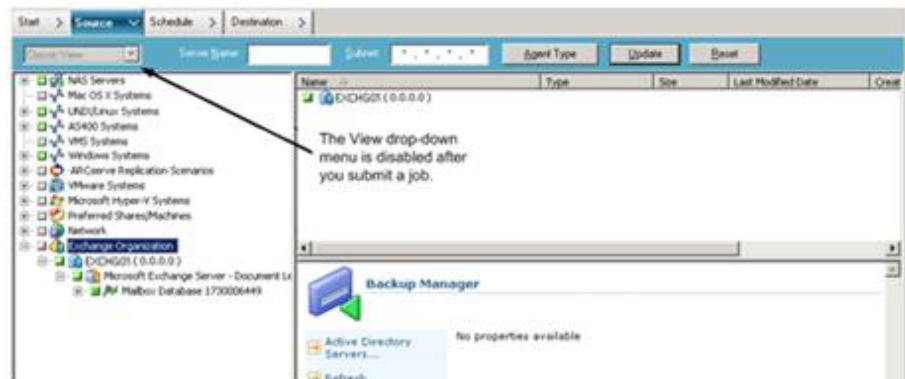 Start > Source Schedule > Destination >
Classic View Server Name Subnet Agent Type Update Reset
NAS Servers
Mac OS X Systems
UNIX/Linux Systems
AS400 Systems
VMS Systems
Windows Systems
ARCserve Replication Scenarios
VMware Systems
Microsoft Hyper-V Systems
Preferred Shares/Machines
Network
Exchange Organization
EXCHG01 ( 0.0.0.0 )
Microsoft Exchange Server - Document Le
Mailbox Database 1730006449
Name Type Size Last Modified Date Creat
EXCHG01 ( 0.0.0.0 )
The View drop-down
menu is disabled after
you submit a job.
Backup Manager
Active Directory
Servers...
Refresh
No properties available